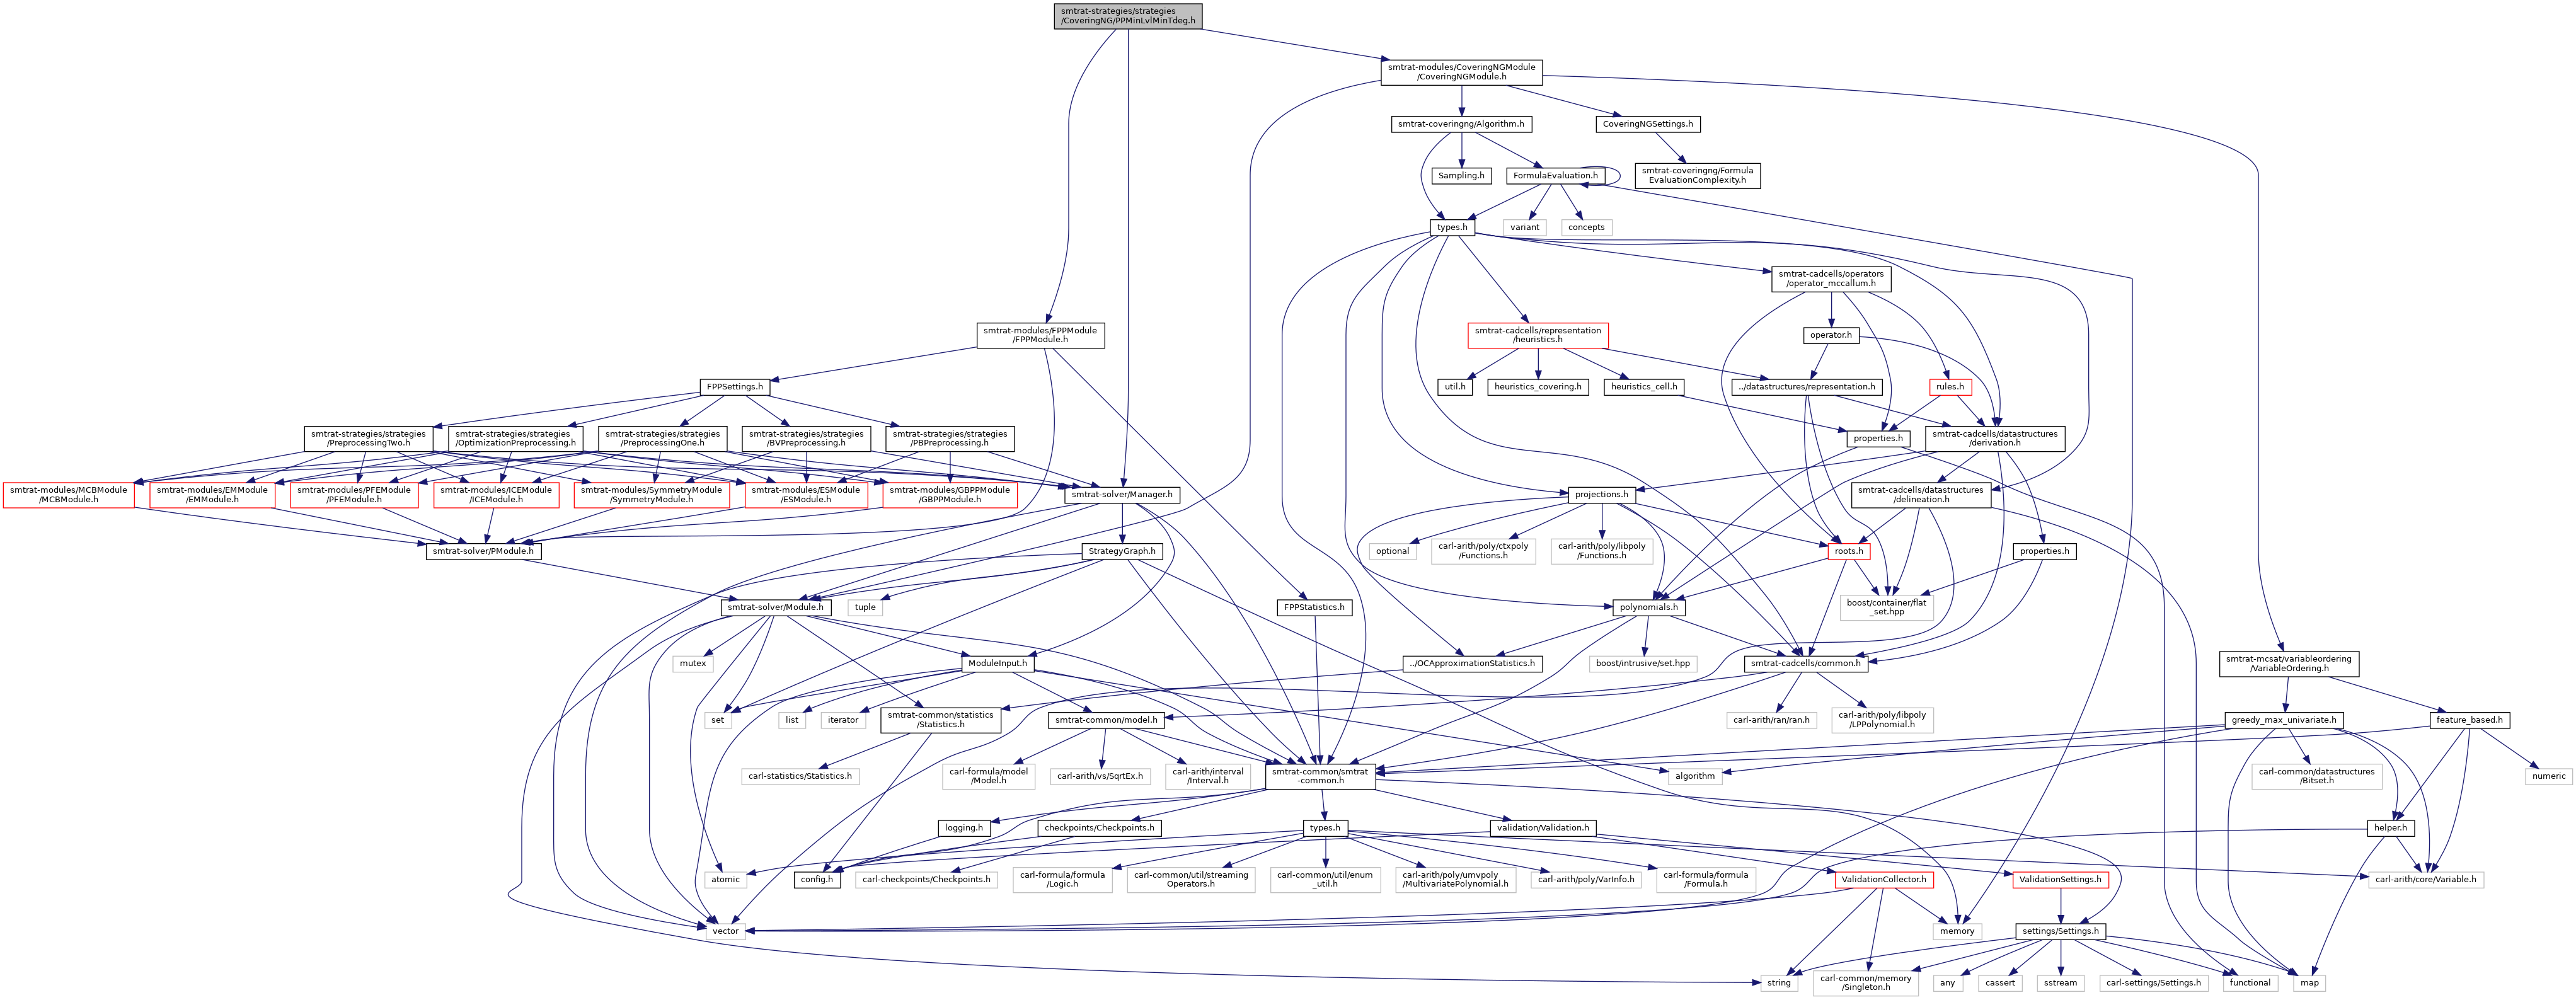 smtrat-strategies/strategies
/CoveringNG/PPMinLvlMinTdeg.h
smtrat-modules/CoveringNGModule
/CoveringNGModule.h
smtrat-coveringng/Algorithm.h
CoveringNGSettings.h
Sampling.h
FormulaEvaluation.h
smtrat-coveringng/Formula
EvaluationComplexity.h
types.h
variant
concepts
smtrat-cadcells/operators
/operator_mccallum.h
smtrat-modules/FPPModule
/FPPModule.h
smtrat-cadcells/representation
/heuristics.h
operator.h
FPPSettings.h
util.h
heuristics_covering.h
heuristics_cell.h
../datastructures/representation.h
rules.h
smtrat-strategies/strategies
/PreprocessingTwo.h
smtrat-strategies/strategies
/OptimizationPreprocessing.h
smtrat-strategies/strategies
/PreprocessingOne.h
smtrat-strategies/strategies
/BVPreprocessing.h
smtrat-strategies/strategies
/PBPreprocessing.h
properties.h
smtrat-cadcells/datastructures
/derivation.h
smtrat-modules/MCBModule
/MCBModule.h
smtrat-modules/EMModule
/EMModule.h
smtrat-modules/PFEModule
/PFEModule.h
smtrat-modules/ICEModule
/ICEModule.h
smtrat-modules/SymmetryModule
/SymmetryModule.h
smtrat-modules/ESModule
/ESModule.h
smtrat-modules/GBPPModule
/GBPPModule.h
smtrat-solver/Manager.h
projections.h
smtrat-cadcells/datastructures
/delineation.h
smtrat-solver/PModule.h
StrategyGraph.h
optional
carl-arith/poly/ctxpoly
/Functions.h
carl-arith/poly/libpoly
/Functions.h
roots.h
properties.h
smtrat-solver/Module.h
tuple
FPPStatistics.h
polynomials.h
boost/container/flat
_set.hpp
mutex
ModuleInput.h
../OCApproximationStatistics.h
boost/intrusive/set.hpp
smtrat-cadcells/common.h
smtrat-mcsat/variableordering
/VariableOrdering.h
set
list
iterator
smtrat-common/statistics
/Statistics.h
smtrat-common/model.h
carl-arith/ran/ran.h
carl-arith/poly/libpoly
/LPPolynomial.h
greedy_max_univariate.h
feature_based.h
carl-statistics/Statistics.h
carl-formula/model
/Model.h
carl-arith/vs/SqrtEx.h
carl-arith/interval
/Interval.h
smtrat-common/smtrat
-common.h
algorithm
carl-common/datastructures
/Bitset.h
numeric
logging.h
checkpoints/Checkpoints.h
types.h
validation/Validation.h
helper.h
atomic
config.h
carl-checkpoints/Checkpoints.h
carl-formula/formula
/Logic.h
carl-common/util/streaming
Operators.h
carl-common/util/enum
_util.h
carl-arith/poly/umvpoly
/MultivariatePolynomial.h
carl-arith/poly/VarInfo.h
carl-formula/formula
/Formula.h
ValidationCollector.h
ValidationSettings.h
carl-arith/core/Variable.h
vector
memory
settings/Settings.h
string
carl-common/memory
/Singleton.h
any
cassert
sstream
carl-settings/Settings.h
functional
map